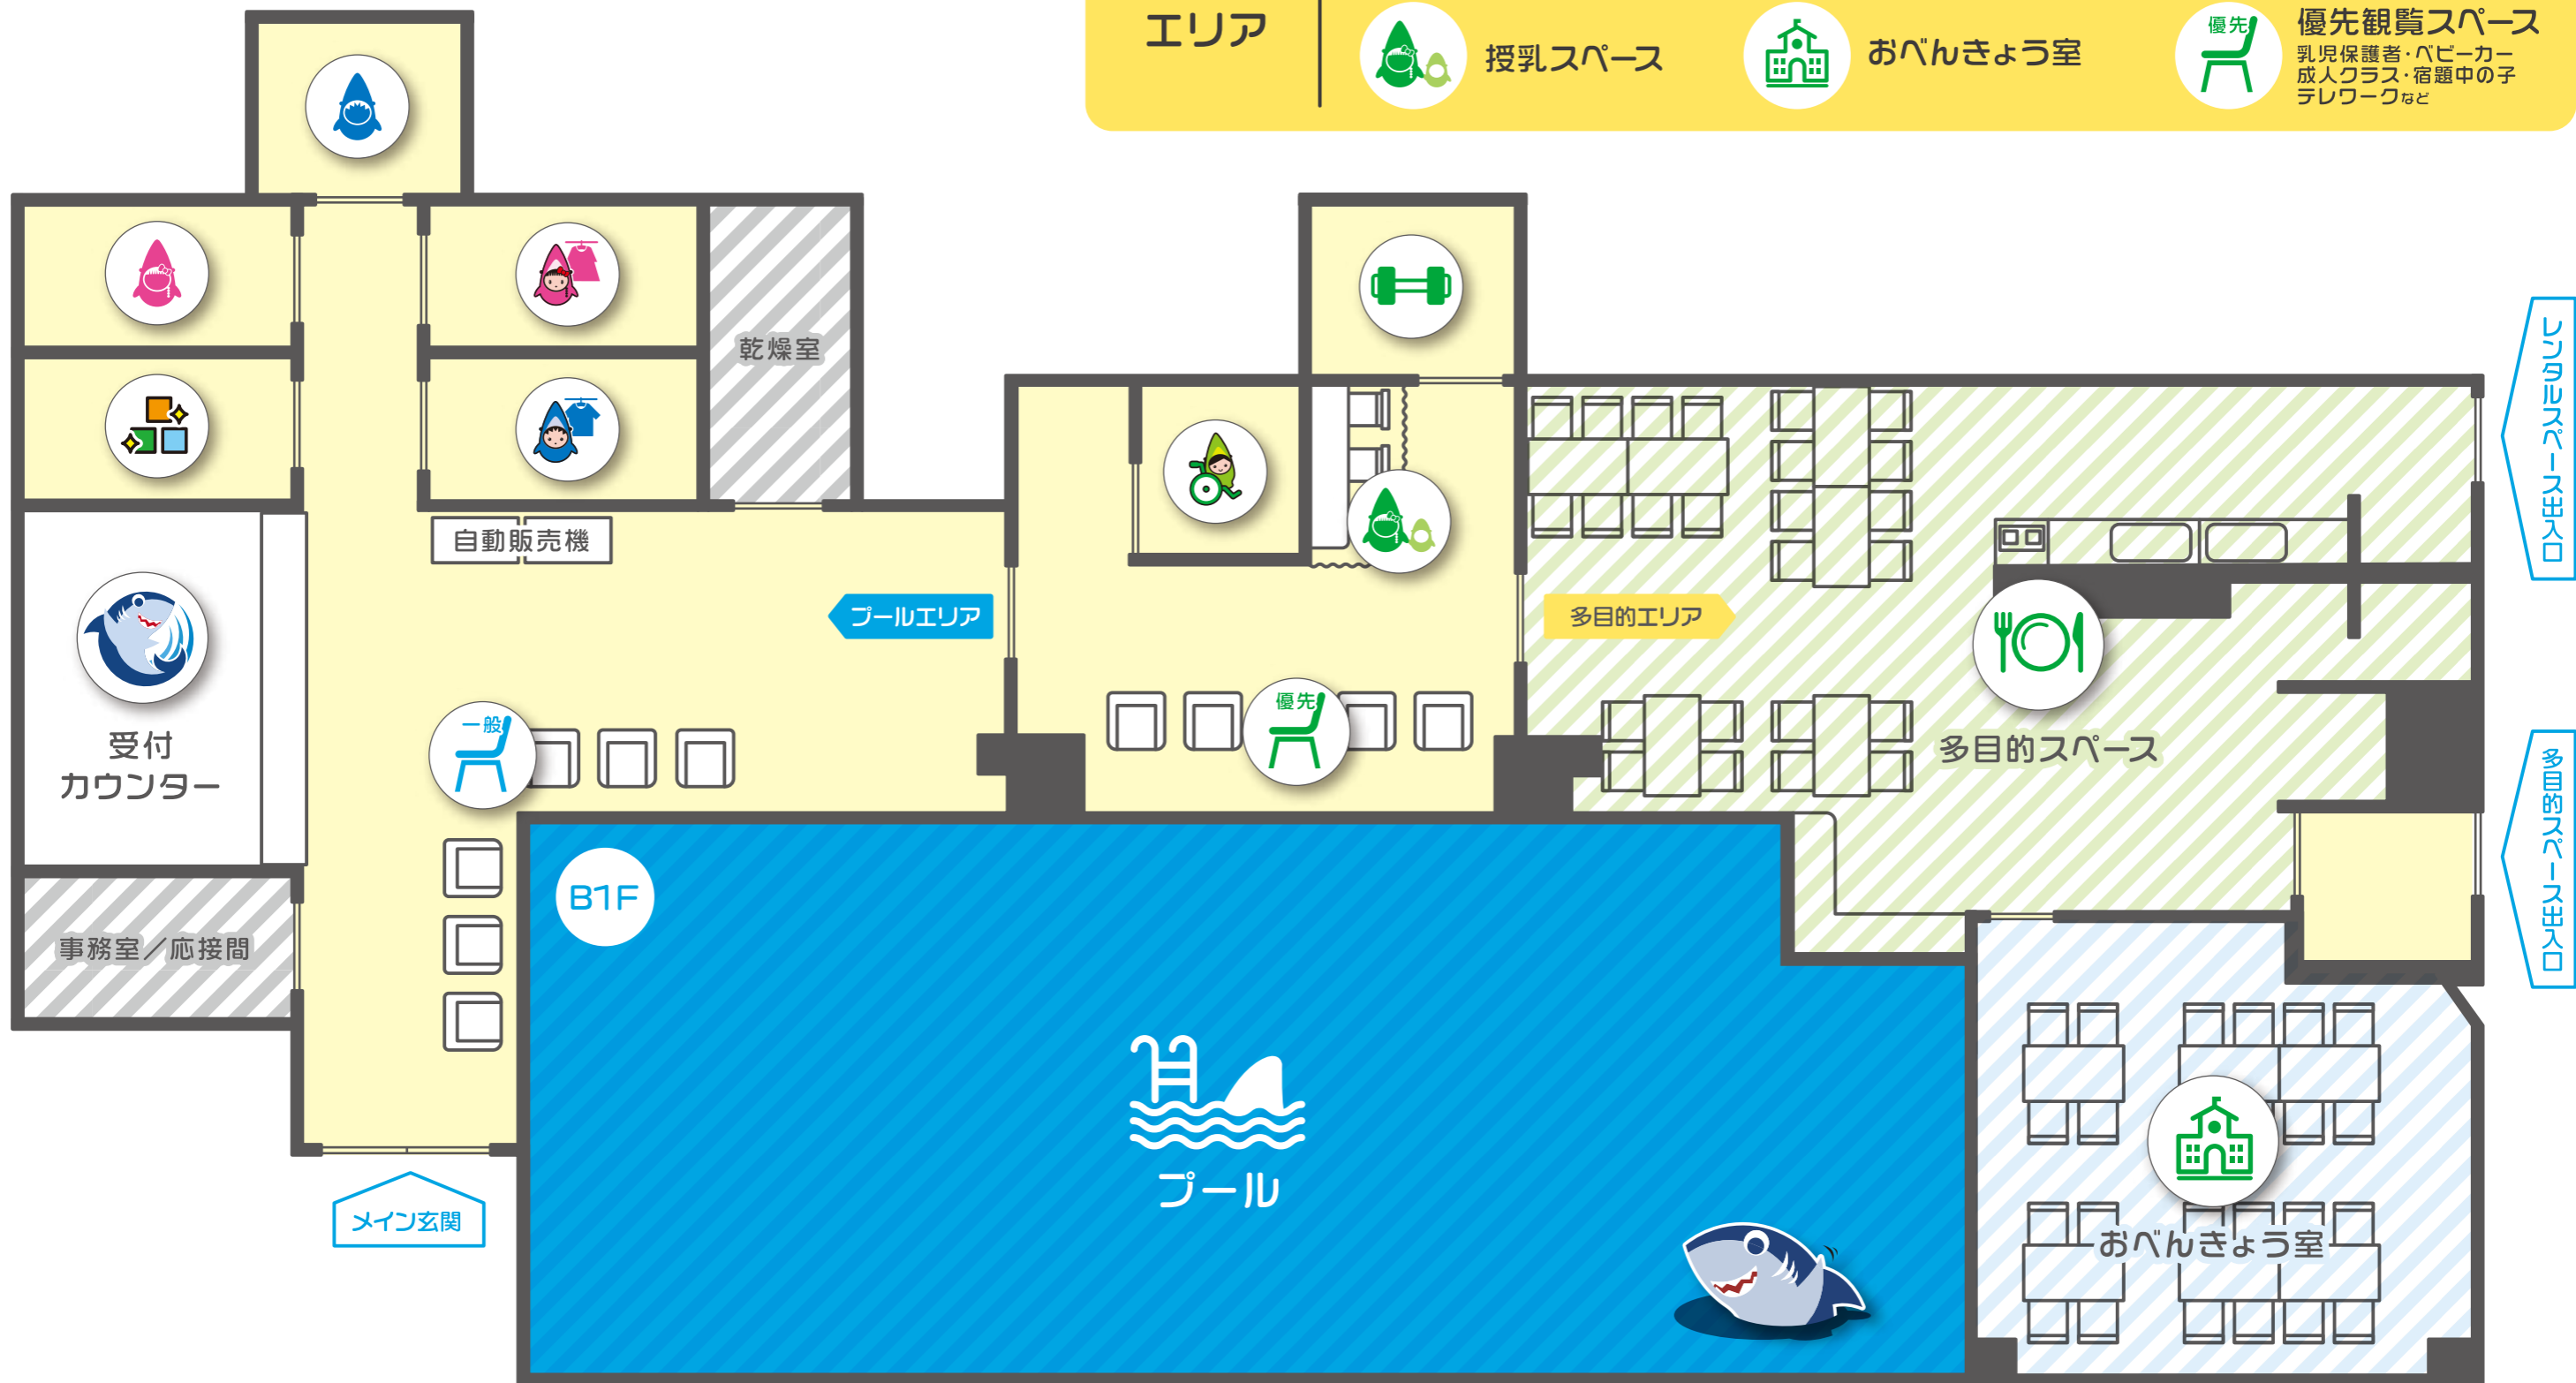 エリア
授乳スペース
おべんきょう室
優先
優先観覧スペース
乳児保護者・ベビーカー
成人クラス・宿題中の子
テレワークなど
乾燥室
レンタルスペース出入口
自動販売機
プールエリア
多目的エリア
受付
カウンター
一般
優先
多目的スペース
多目的スペース出入口
B1F
事務室／応接間
プール
メイン玄関
おべんきょう室